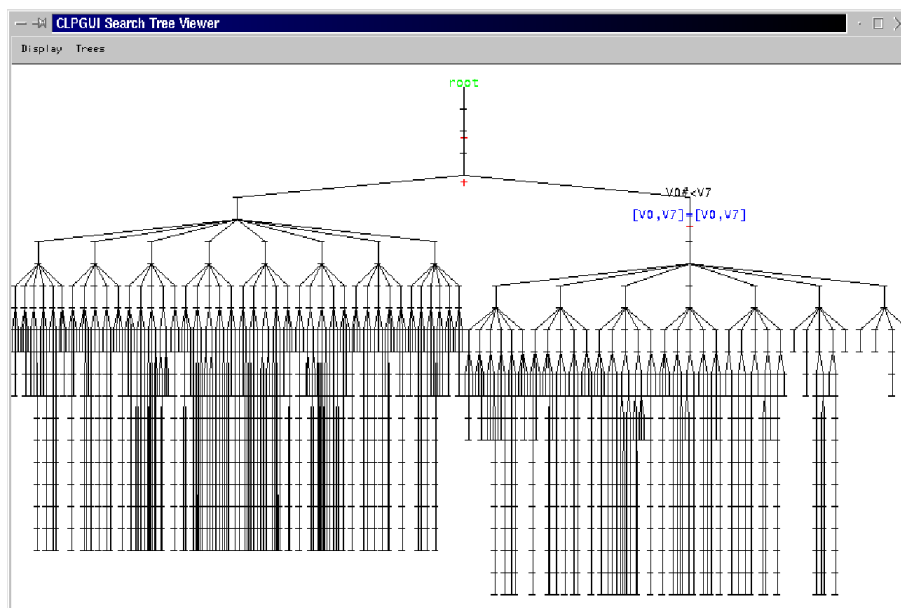 CLPGUI Search Tree Viewer
Display Trees
root
V0#<V7
[V0,V7]=[V0,V7]